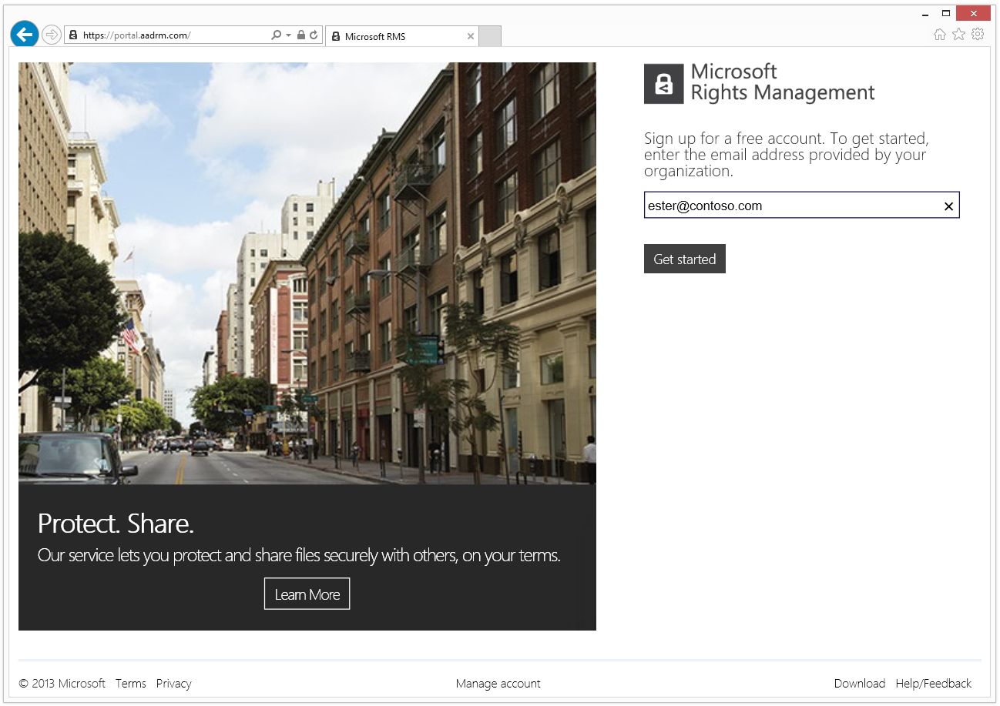 https://portal.aadrm.com/
Microsoft RMS
Microsoft
Rights Management
Sign up for a free account. To get started,
enter the email address provided by your
organization.
ester@contoso.com
Get started
Protect. Share.
Our service lets you protect and share files securely with others, on your terms.
Learn More
© 2013 Microsoft Terms Privacy Manage account Download Help/Feedback